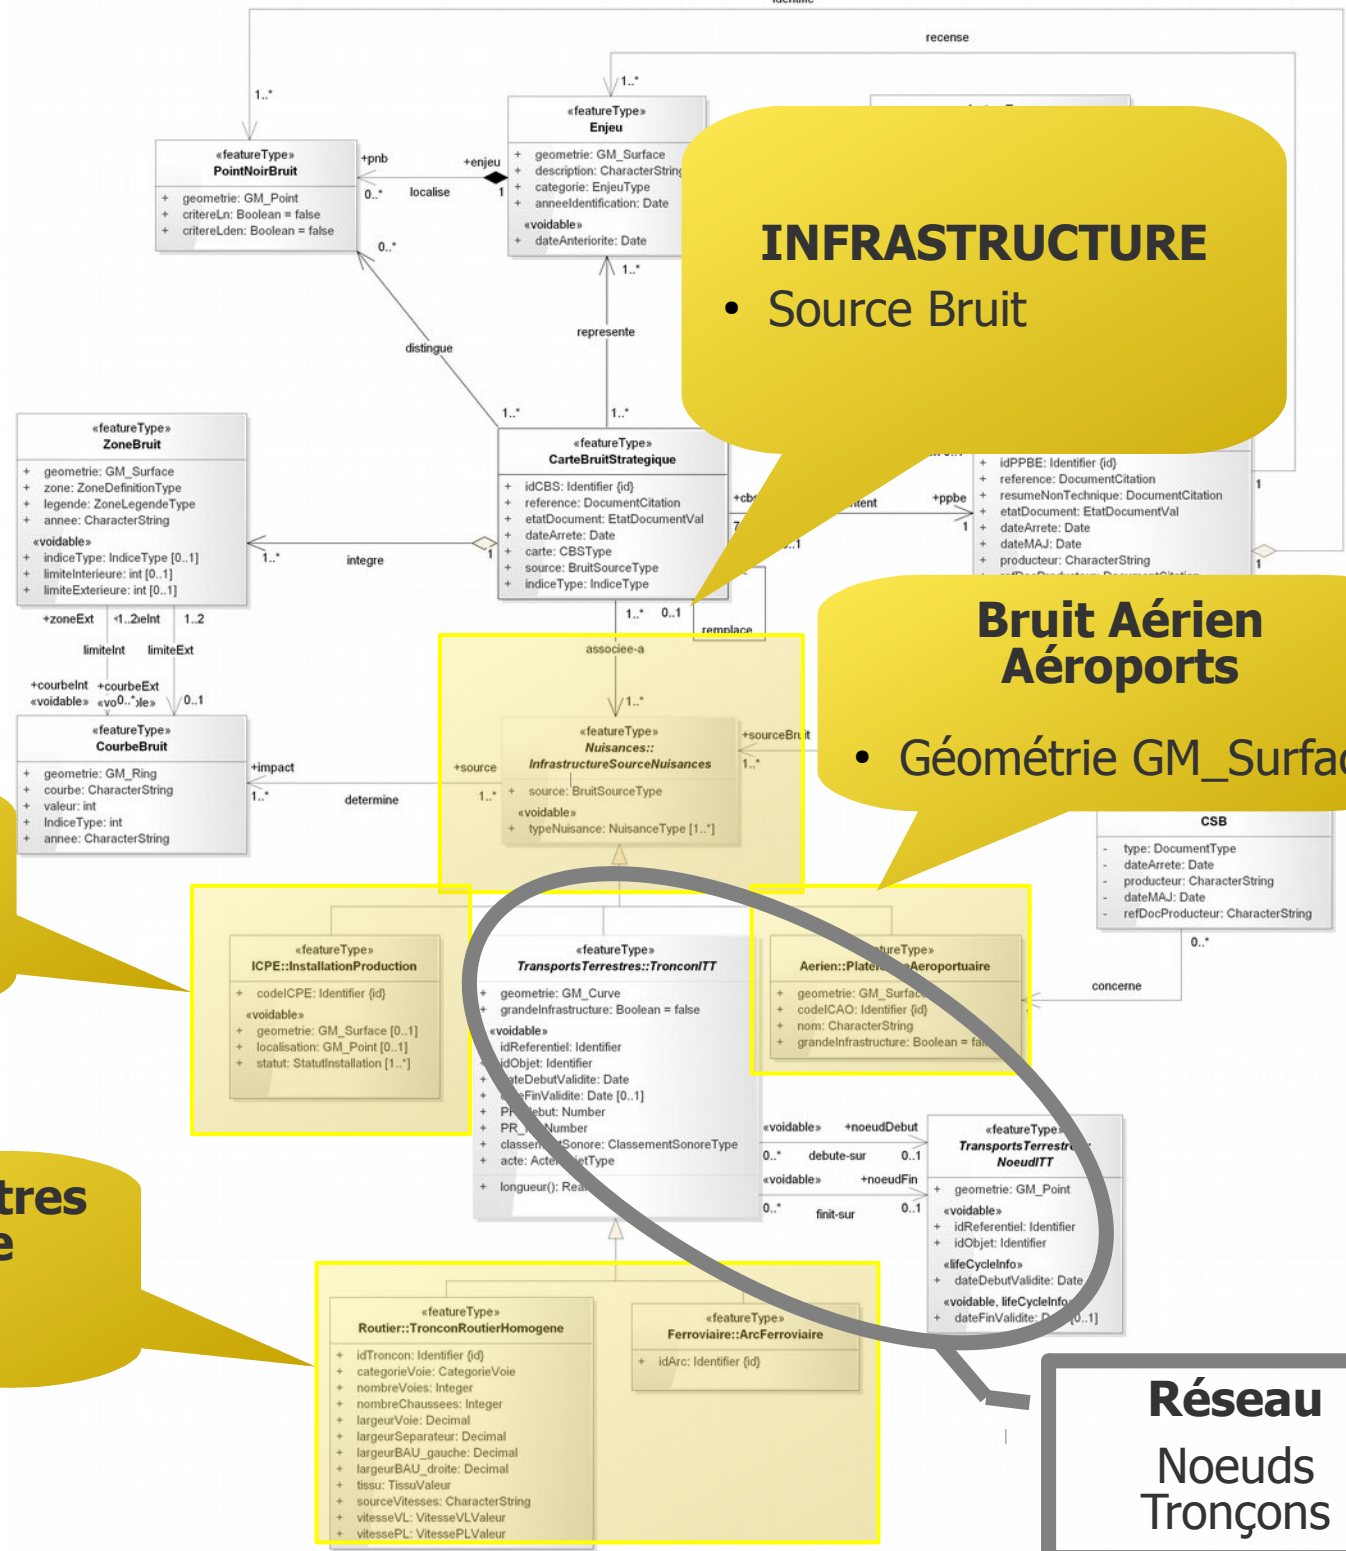 identifie
recense
1..*
1..*
«featureType»
Enjeu
+ geometrie: GM_Surface
+ description: CharacterString
+ categorie: EnjeuType
+ anneeIdentification: Date
«voidable»
+ dateAnteriorite: Date
«featureType»
PointNoirBruit
+ geometrie: GM_Point
+ critereLn: Boolean = false
+ critereLden: Boolean = false
+pnb
+enjeu
0..*
localise
1
0..*
1..*
INFRASTRUCTURE
• Source Bruit
represente
distingue
1..*
1..*
«featureType»
ZoneBruit
+ geometrie: GM_Surface
+ zone: ZoneDefinitionType
+ legende: ZoneLegendeType
+ annee: CharacterString
«voidable»
+ indiceType: IndiceType [0..1]
+ limiteInterieure: int [0..1]
+ limiteExterieure: int [0..1]
«featureType»
CarteBruitStrategique
+ idCBS: Identifier {id}
+ reference: DocumentCitation
+ etatDocument: EtatDocumentVal
+ dateArrete: Date
+ carte: CBSType
+ source: BruitSourceType
+ indiceType: IndiceType
+ idPPBE: Identifier {id}
+ reference: DocumentCitation
+ resumeNonTechnique: DocumentCitation
+ etatDocument: EtatDocumentVal
+ dateArrete: Date
+ dateMAJ: Date
+ producteur: CharacterString
+ refDocProducteur: DocumentCitation
+ppbe
1
1
1
1..*
integre
1
+zoneExt
1..2
1..2
limiteInt
limiteExt
1..*
0..1
remplace
associee-a
Bruit Aérien
Aéroports
• Géométrie GM_Surfac
+courbeInt
+courbeExt
«voidable»
0..*
0..1
1..*
«featureType»
CourbeBruit
+ geometrie: GM_Ring
+ courbe: CharacterString
+ valeur: int
+ IndiceType: int
+ annee: CharacterString
+impact
+source
1..*
determine
1..*
«featureType»
Nuisances::
InfrastructureSourceNuisances
+ source: BruitSourceType
«voidable»
+ typeNuisance: NuisanceType [1..*]
+sourceBruit
1..*
CSB
- type: DocumentType
- dateArrete: Date
- producteur: CharacterString
- dateMAJ: Date
- refDocProducteur: CharacterString
0..*
concerne
«featureType»
ICPE::InstallationProduction
+ codeICPE: Identifier {id}
«voidable»
+ geometrie: GM_Surface [0..1]
+ localisation: GM_Point [0..1]
+ statut: StatutInstallation [1..*]
«featureType»
TransportsTerrestres::TronconITT
+ geometrie: GM_Curve
+ grandeInfrastructure: Boolean = false
«voidable»
idReferentiel: Identifier
+ idObjet: Identifier
+ dateDebutValidite: Date
+ dateFinValidite: Date [0..1]
+ Number
+ Number
+ classementSonore: ClassementSonoreType
+ acte:
+ longueur():
Aerien::PlateformeAeroportuaire
+ geometrie: GM_Surface
+ codeICAO: Identifier {id}
+ nom: CharacterString
+ grandeInfrastructure: Boolean = false
«voidable»
+noeudDebut
0..*
debute-sur
0..1
«voidable»
+noeudFin
0..*
finit-sur
0..1
«featureType»
TransportsTerrestres::
NoeudITT
+ geometrie: GM_Point
«voidable»
+ idReferentiel: Identifier
+ idObjet: Identifier
«lifeCycleInfo»
+ dateDebutValidite: Date
«voidable, lifeCycleInfo»
+ dateFinValidite: Date [0..1]
tres
e
«featureType»
Routier::TronconRoutierHomogene
+ idTroncon: Identifier {id}
+ categorieVoie: CategorieVoie
+ nombreVoies: Integer
+ nombreChaussees: Integer
+ largeurVoie: Decimal
+ largeurSeparateur: Decimal
+ largeurBAU_gauche: Decimal
+ largeurBAU_droite: Decimal
+ tissu: TissuValeur
+ sourceVitesses: CharacterString
+ vitesseVL: VitesseVLValeur
+ vitessePL: VitessePLValeur
«featureType»
Ferroviaire::ArcFerroviaire
+ idArc: Identifier {id}
Réseau
Noeuds
Tronçons